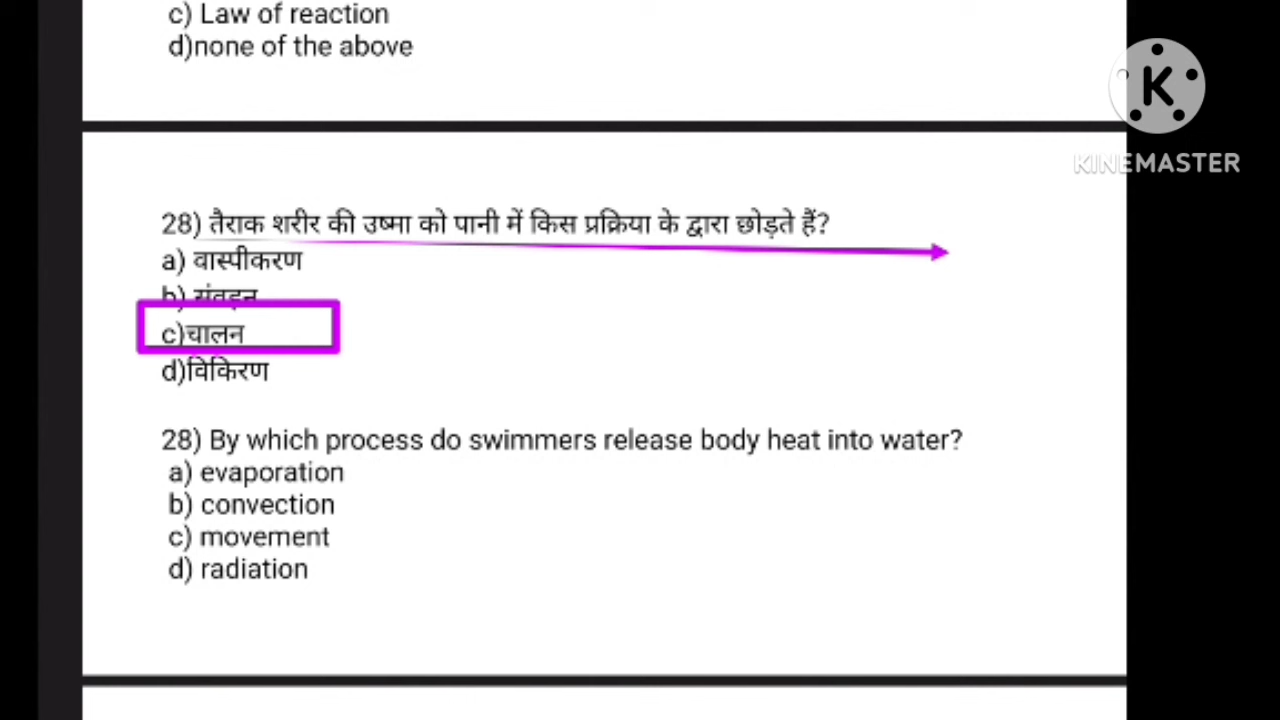 c) Law of reaction
d)none of the above
K
KINEMASTER
28) तैराक शरीर की उष्मा को पानी में किस प्रक्रिया के द्वारा छोड़ते हैं?
a) वास्पीकरण
b) संवहन
c)चालन
d)विकिरण
28) By which process do swimmers release body heat into water?
a) evaporation
b) convection
c) movement
d) radiation